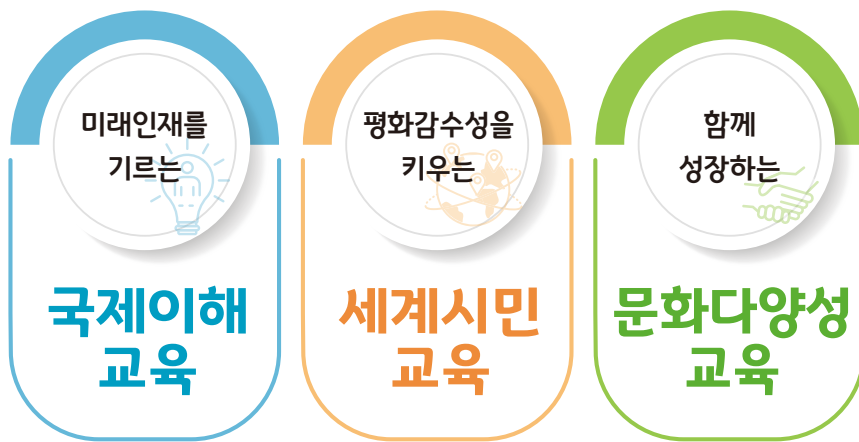 미래인재를
기르는
국제이해
교육
평화감수성을
키우는
세계시민
교육
함께
성장하는
문화다양성
교육